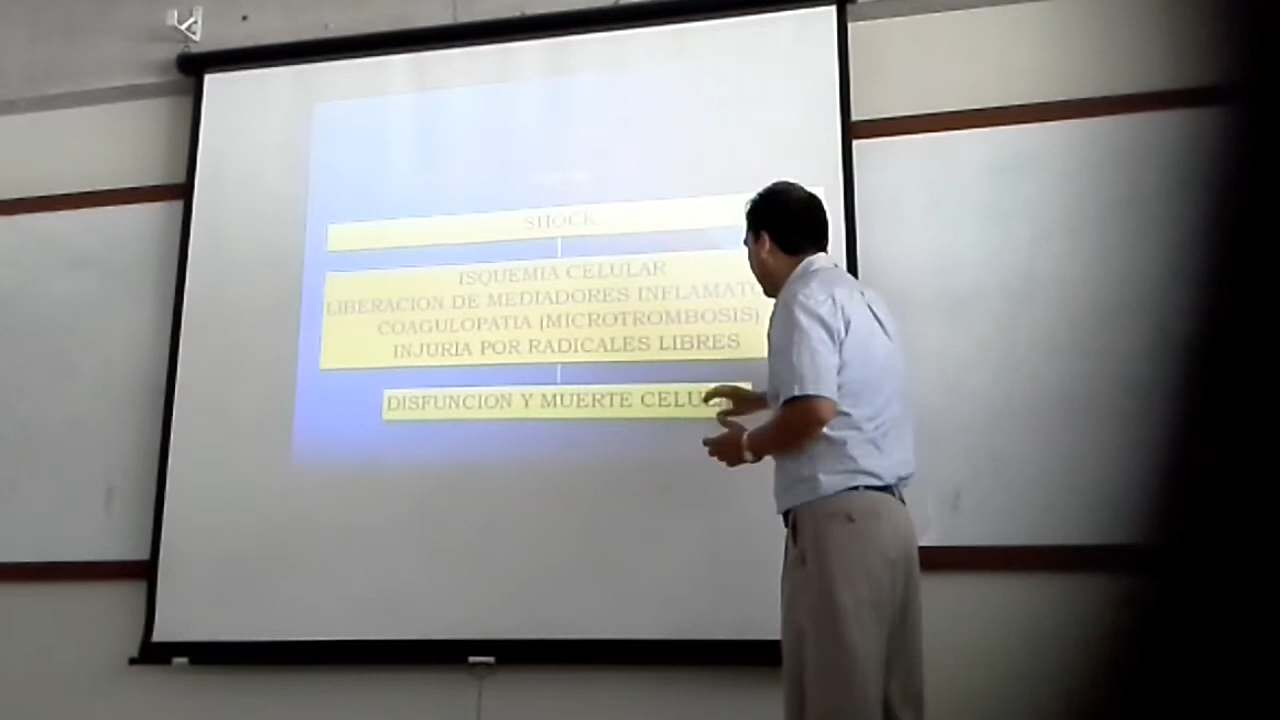 SHOCK
ISQUEMIA CELULAR
LIBERACION DE MEDIADORES
COAGULOPATIA (MICROTROMBOSIS)
INJURIA POR RADICALES LIBRES
DISFUNCION Y MUERTE